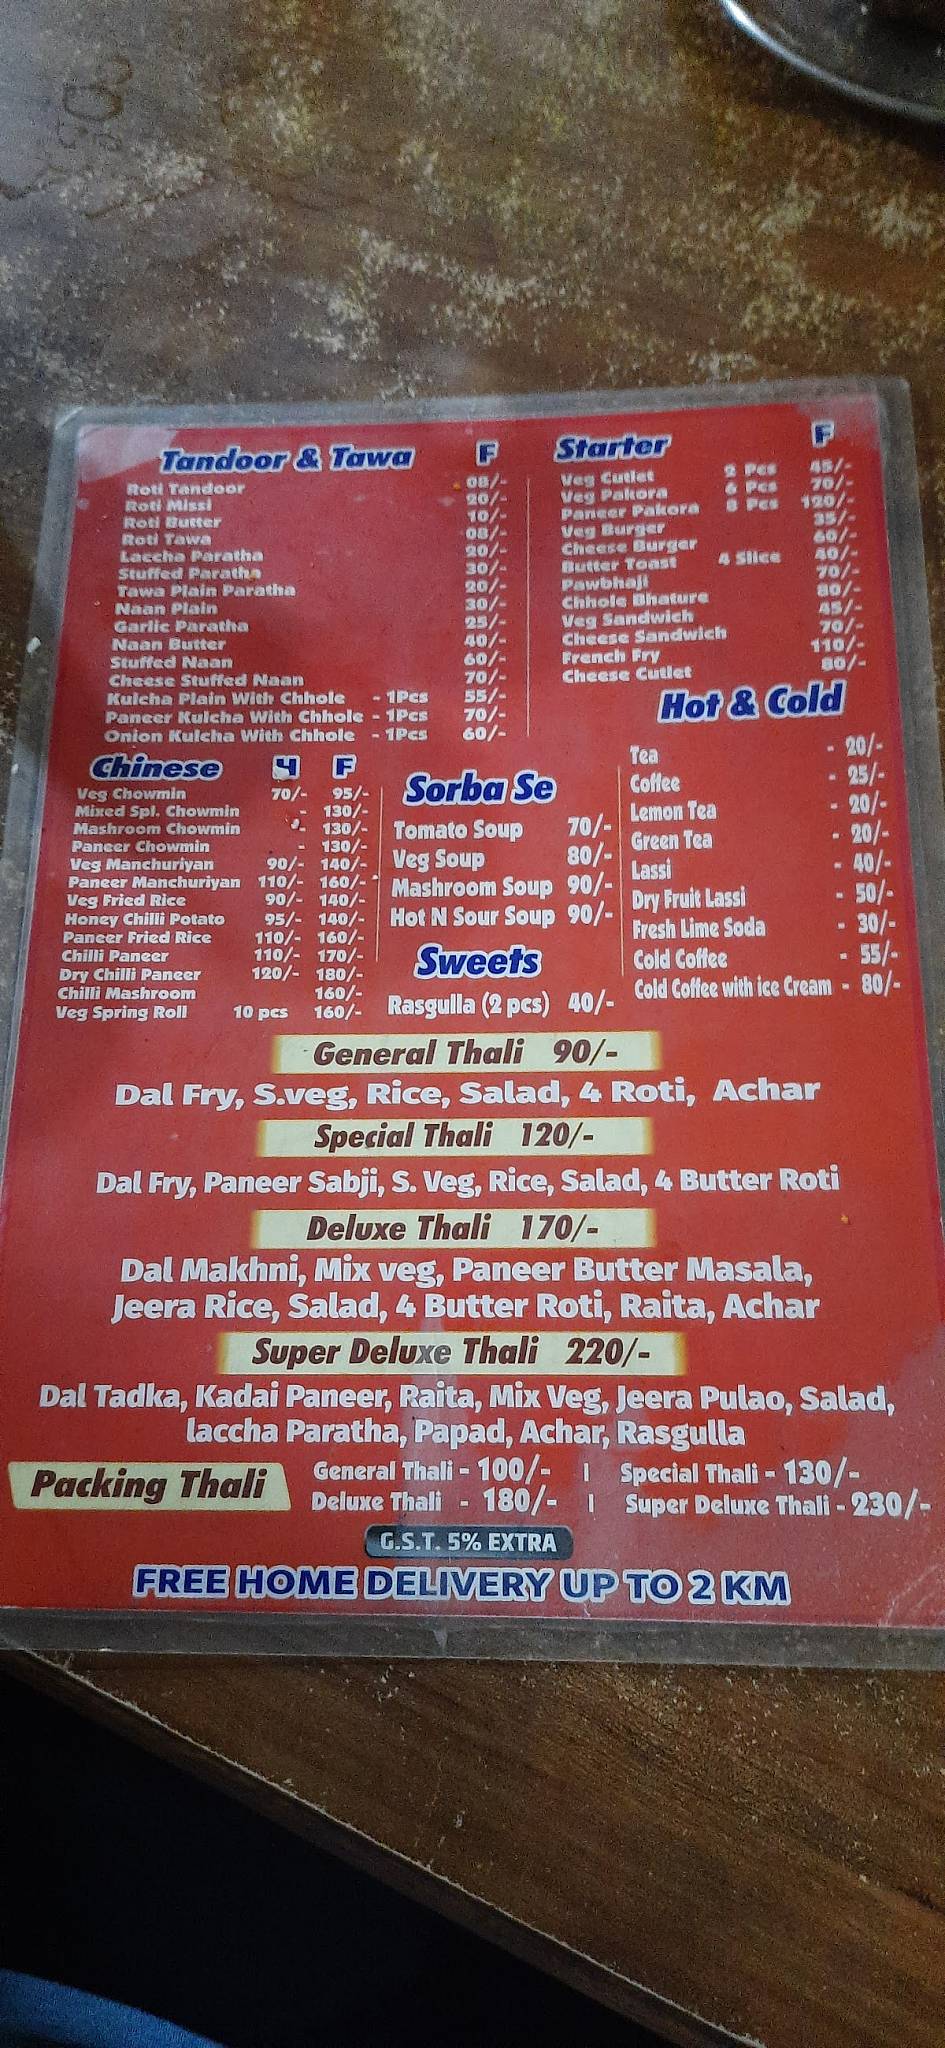 Tandoor & Tawa F
Roti Tandoor 08/-
Roti Missi 20/-
Roti Butter 10/-
Roti Tawa 08/-
Laccha Paratha 20/-
Stuffed Paratha 30/-
Tawa Plain Paratha 20/-
Naan Plain 30/-
Garlic Paratha 25/-
Naan Butter 40/-
Stuffed Naan 60/-
Cheese Stuffed Naan 70/-
Kulcha Plain With Chhole - 1Pcs 55/-
Paneer Kulcha With Chhole - 1Pcs 70/-
Onion Kulcha With Chhole - 1Pcs 60/-
Starter F
Veg Cutlet 2 Pcs 45/-
Veg Pakora 6 Pcs 70/-
Paneer Pakora 8 Pcs 120/-
Veg Burger 35/-
Cheese Burger 60/-
Butter Toast 4 Slice 40/-
Pawbhaji 70/-
Chhole Bhature 80/-
Veg Sandwich 45/-
Cheese Sandwich 70/-
French Fry 110/-
Cheese Cutlet 80/-
Chinese H F
Veg Chowmin 70/- 95/-
Mixed Spl. Chowmin - 130/-
Mashroom Chowmin - 130/-
Paneer Chowmin - 130/-
Veg Manchuriyan 90/- 140/-
Paneer Manchuriyan 110/- 160/-
Veg Fried Rice 90/- 140/-
Honey Chilli Potato 95/- 140/-
Paneer Fried Rice 110/- 160/-
Chilli Paneer 110/- 170/-
Dry Chilli Paneer 120/- 180/-
Chilli Mashroom 160/-
Veg Spring Roll 10 pcs 160/-
Sorba Se
Tomato Soup 70/-
Veg Soup 80/-
Mashroom Soup 90/-
Hot N Sour Soup 90/-
Sweets
Rasgulla (2 pcs) 40/-
Hot & Cold
Tea - 20/-
Coffee - 25/-
Lemon Tea - 20/-
Green Tea - 20/-
Lassi - 40/-
Dry Fruit Lassi - 50/-
Fresh Lime Soda - 30/-
Cold Coffee - 55/-
Cold Coffee with ice Cream - 80/-
General Thali 90/-
Dal Fry, S.veg, Rice, Salad, 4 Roti, Achar
Special Thali 120/-
Dal Fry, Paneer Sabji, S. Veg, Rice, Salad, 4 Butter Roti
Deluxe Thali 170/-
Dal Makhni, Mix veg, Paneer Butter Masala,
Jeera Rice, Salad, 4 Butter Roti, Raita, Achar
Super Deluxe Thali 220/-
Dal Tadka, Kadai Paneer, Raita, Mix Veg, Jeera Pulao, Salad,
laccha Paratha, Papad, Achar, Rasgulla
Packing Thali
General Thali - 100/- | Special Thali - 130/-
Deluxe Thali - 180/- | Super Deluxe Thali - 230/-
G.S.T. 5% EXTRA
FREE HOME DELIVERY UP TO 2 KM